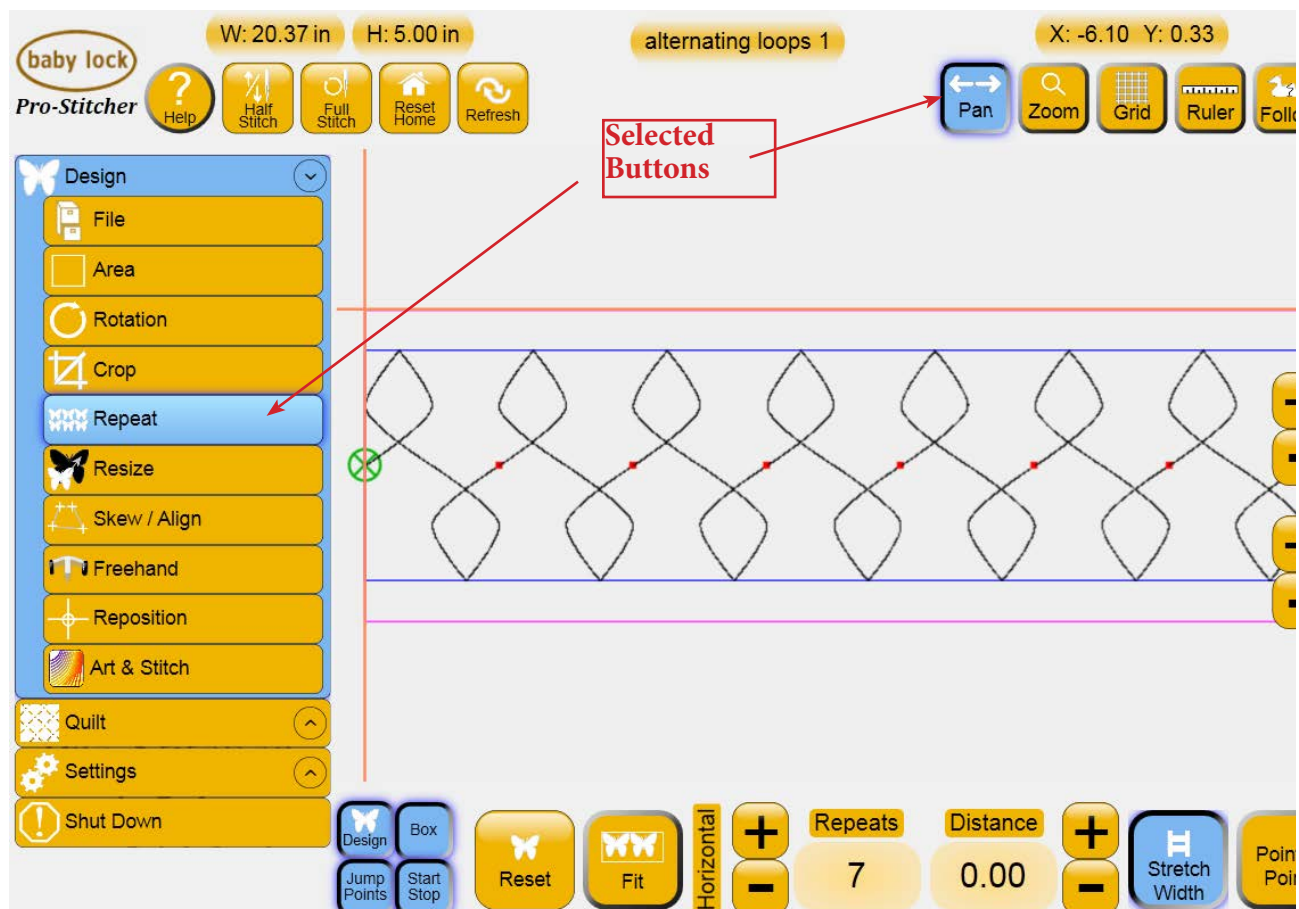 W: 20.37 in H: 5.00 in
alternating loops 1
X: -6.10 Y: 0.33
baby lock
Pro-Stitcher
?
Help
½
Half
Stitch
Full
Stitch
Reset
Home
Refresh
Pan
Zoom
Grid
Ruler
Selected
Buttons
Design
File
Area
Rotation
Crop
Repeat
Resize
Skew / Align
Freehand
Reposition
Art & Stitch
Quilt
Settings
Shut Down
Design
Box
Jump
Points
Start
Stop
Reset
Fit
Horizontal
+
-
Repeats
7
Distance
0.00
+
-
Stretch
Width